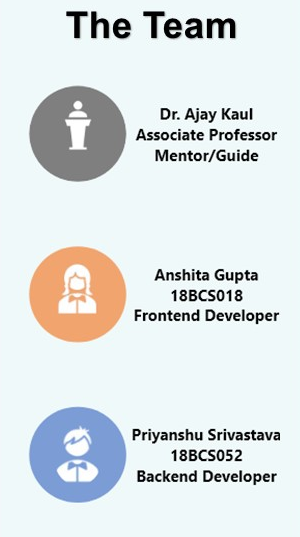 The Team
Dr. Ajay Kaul
Associate Professor
Mentor/Guide
Anshita Gupta
18BCS018
Frontend Developer
Priyanshu Srivastava
18BCS052
Backend Developer